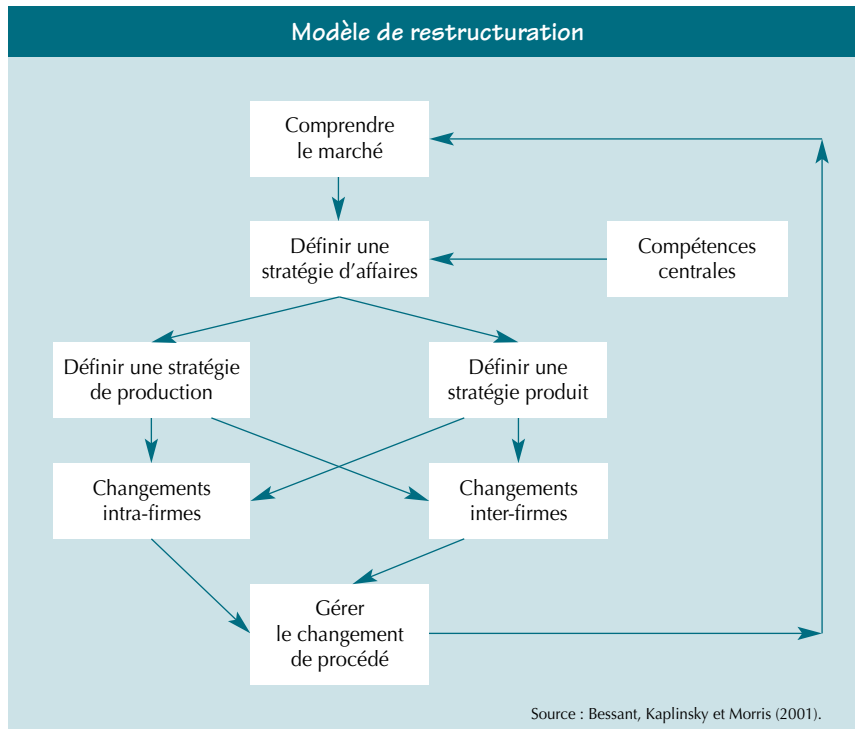 Modèle de restructuration
Comprendre
le marché
Définir une
stratégie d'affaires
Compétences
centrales
Définir une stratégie
de production
Définir une
stratégie produit
Changements
intra-firmes
Changements
inter-firmes
Gérer
le changement
de procédé
Source : Bessant, Kaplinsky et Morris (2001).